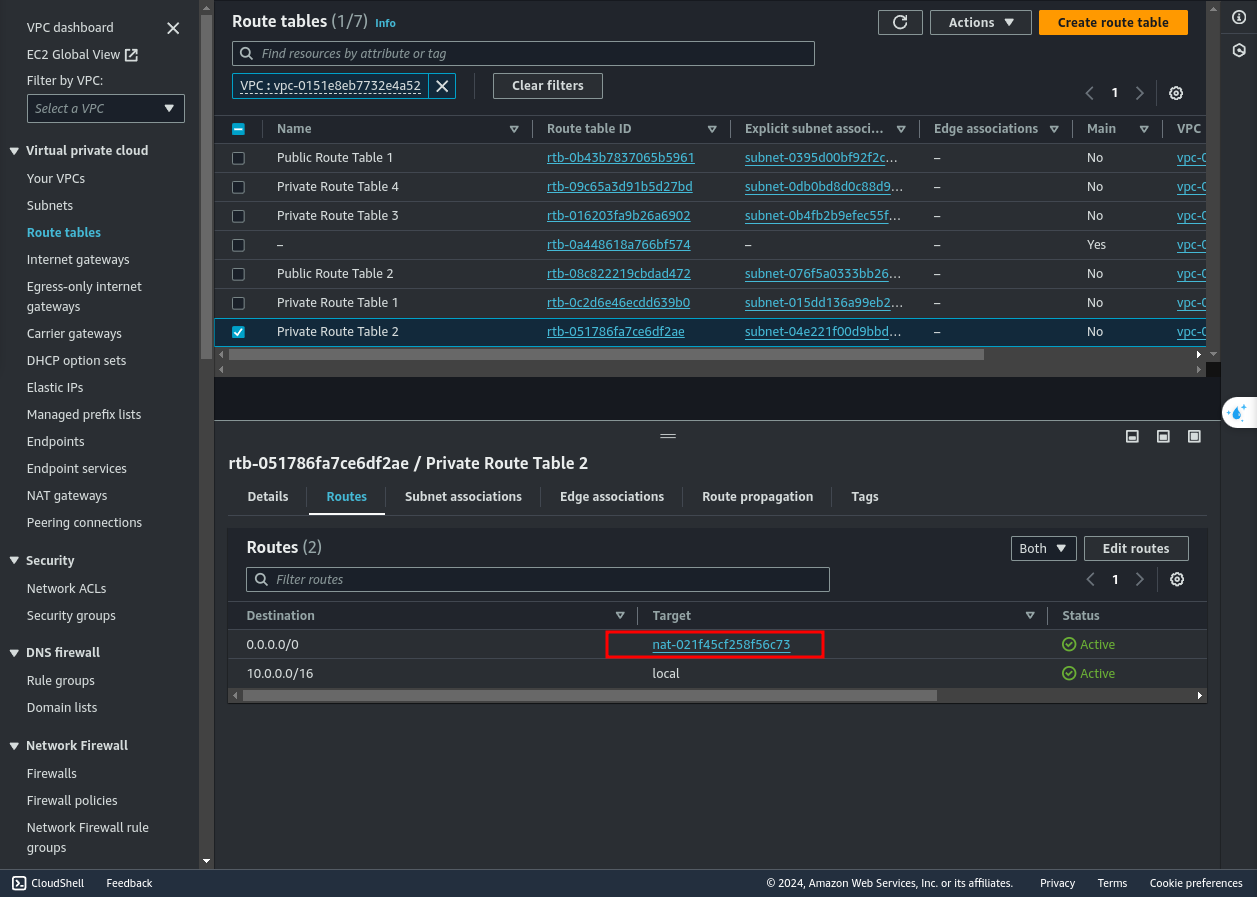 VPC dashboard
EC2 Global View
Filter by VPC:
Select a VPC
Virtual private cloud
Your VPCs
Subnets
Route tables
Internet gateways
Egress-only internet
gateways
Carrier gateways
DHCP option sets
Elastic IPs
Managed prefix lists
Endpoints
Endpoint services
NAT gateways
Peering connections
Security
Network ACLs
Security groups
DNS firewall
Rule groups
Domain lists
Network Firewall
Firewalls
Firewall policies
Network Firewall rule
groups
Route tables (1/7) Info
Actions
Create route table
Find resources by attribute or tag
VPC : vpc-0151e8eb7732e4a52
Clear filters
1
Name Route table ID Explicit subnet associ... Edge associations Main VPC
Public Route Table 1 rtb-0b43b7837065b5961 subnet-0395d00bf92f2c... – No vpc-0
Private Route Table 4 rtb-09c65a3d91b5d27bd subnet-0db0bd8d0c88d9... – No vpc-0
Private Route Table 3 rtb-016203fa9b26a6902 subnet-0b4fb2b9efec55f... – No vpc-0
– rtb-0a448618a766bf574 – – Yes vpc-0
Public Route Table 2 rtb-08c822219cbdad472 subnet-076f5a0333bb26... – No vpc-0
Private Route Table 1 rtb-0c2d6e46ecdd639b0 subnet-015dd136a99eb2... – No vpc-0
Private Route Table 2 rtb-051786fa7ce6df2ae subnet-04e221f00d9bbd... – No vpc-0
rtb-051786fa7ce6df2ae / Private Route Table 2
Details Routes Subnet associations Edge associations Route propagation Tags
Routes (2)
Both
Edit routes
Filter routes
1
Destination Target Status
0.0.0.0/0 nat-021f45cf258f56c73 Active
10.0.0.0/16 local Active
CloudShell Feedback © 2024, Amazon Web Services, Inc. or its affiliates. Privacy Terms Cookie preferences